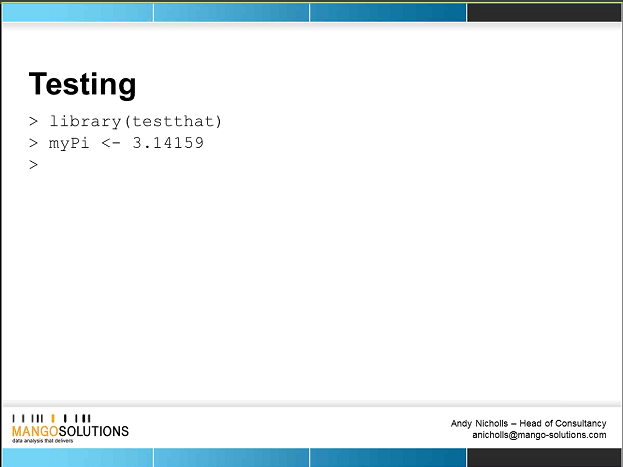 Testing
> library(testthat)
> myPi <- 3.14159
>
MANGOSOLUTIONS
data analysis that delivers
Andy Nicholls – Head of Consultancy
anicholls@mango-solutions.com